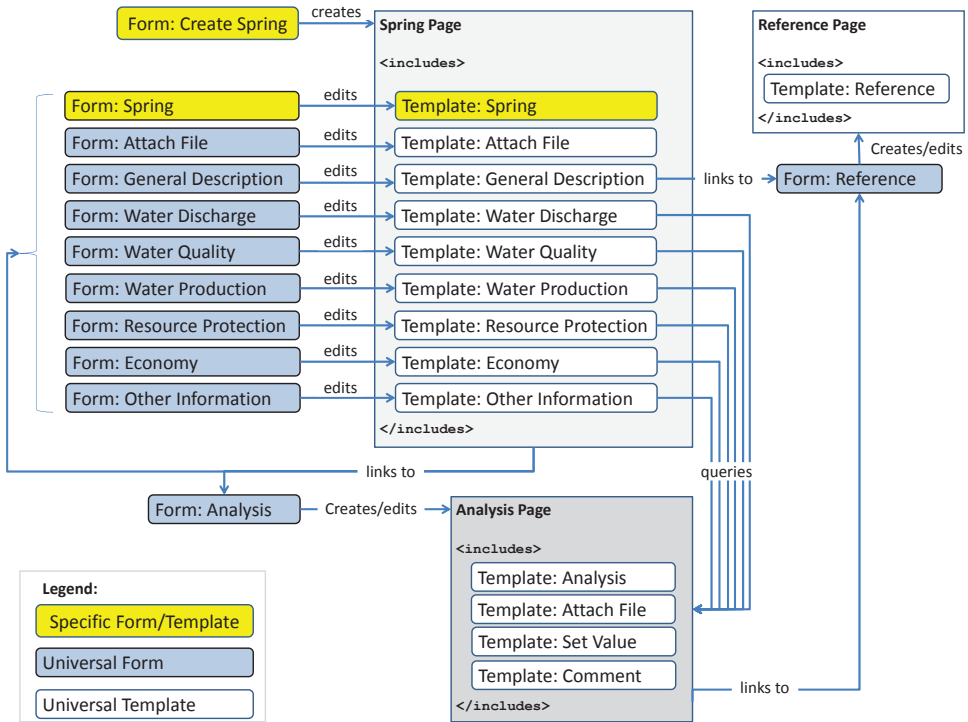 Form: Create Spring
creates
Spring Page
<includes>
Form: Spring
edits
Template: Spring
Form: Attach File
edits
Template: Attach File
Form: General Description
edits
Template: General Description
links to
Form: Water Discharge
edits
Template: Water Discharge
Form: Water Quality
edits
Template: Water Quality
Form: Water Production
edits
Template: Water Production
Form: Resource Protection
edits
Template: Resource Protection
Form: Economy
edits
Template: Economy
Form: Other Information
edits
Template: Other Information
</includes>
Reference Page
<includes>
Template: Reference
</includes>
Creates/edits
Form: Reference
links to
queries
Form: Analysis
Creates/edits
Analysis Page
<includes>
Template: Analysis
Template: Attach File
Template: Set Value
Template: Comment
</includes>
links to
Legend:
Specific Form/Template
Universal Form
Universal Template